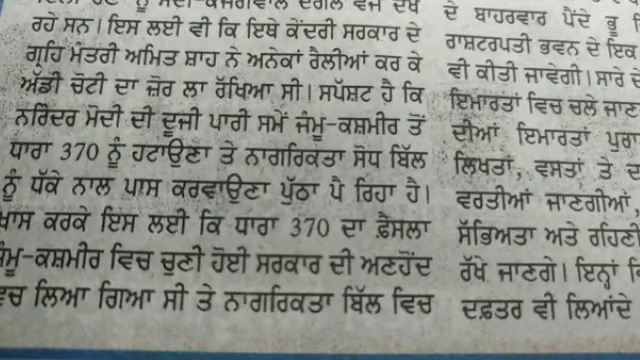 ਰਹੇ ਸਨ। ਇਸ ਲਈ ਵੀ ਕਿ ਇਥੇ ਕੇਂਦਰੀ ਸਰਕਾਰ ਦੇ
ਗ੍ਰਹਿ ਮੰਤਰੀ ਅਮਿਤ ਸ਼ਾਹ ਨੇ ਅਨੇਕਾਂ ਰੈਲੀਆਂ ਕਰ ਕੇ
ਅੱਡੀ ਚੋਟੀ ਦਾ ਜ਼ੋਰ ਲਾ ਰੱਖਿਆ ਸੀ। ਸਪੱਸ਼ਟ ਹੈ ਕਿ
ਨਰਿੰਦਰ ਮੋਦੀ ਦੀ ਦੂਜੀ ਪਾਰੀ ਸਮੇਂ ਜੰਮੂ-ਕਸ਼ਮੀਰ ਤੋਂ
ਧਾਰਾ 370 ਨੂੰ ਹਟਾਉਣਾ ਤੇ ਨਾਗਰਿਕਤਾ ਸੋਧ ਬਿੱਲ
ਨੂੰ ਧੱਕੇ ਨਾਲ ਪਾਸ ਕਰਵਾਉਣਾ ਪੁੱਠਾ ਪੈ ਰਿਹਾ ਹੈ।
ਖ਼ਾਸ ਕਰਕੇ ਇਸ ਲਈ ਕਿ ਧਾਰਾ 370 ਦਾ ਫ਼ੈਸਲਾ
ਜੰਮੂ-ਕਸ਼ਮੀਰ ਵਿਚ ਚੁਣੀ ਹੋਈ ਸਰਕਾਰ ਦੀ ਅਣਹੋਂਦ
ਲਿਆ ਗਿਆ ਸੀ ਤੇ ਨਾਗਰਿਕਤਾ ਬਿੱਲ ਵਿਚ
ਦੇ ਬਾਹਰਵਾਰ ਪੈਂਦੇ ਭੂ
ਰਾਸ਼ਟਰਪਤੀ ਭਵਨ ਦੇ ਇਕ
ਵੀ ਕੀਤੀ ਜਾਵੇਗੀ। ਸਾਰੇ
ਇਮਾਰਤਾਂ ਵਿਚ ਚਲੇ ਜਾਣ
ਦੀਆਂ ਇਮਾਰਤਾਂ ਪੁਰਾ
ਲਿਖਤਾਂ, ਵਸਤਾਂ ਤੇ ਦ
ਵਰਤੀਆਂ ਜਾਣਗੀਆਂ
ਸੱਭਿਅਤਾ ਅਤੇ ਰਹਿਣੀ
ਰੱਖੇ ਜਾਣਗੇ। ਇਨ੍ਹਾਂ
ਦਫ਼ਤਰ ਵੀ ਲਿਆਂਦੇ